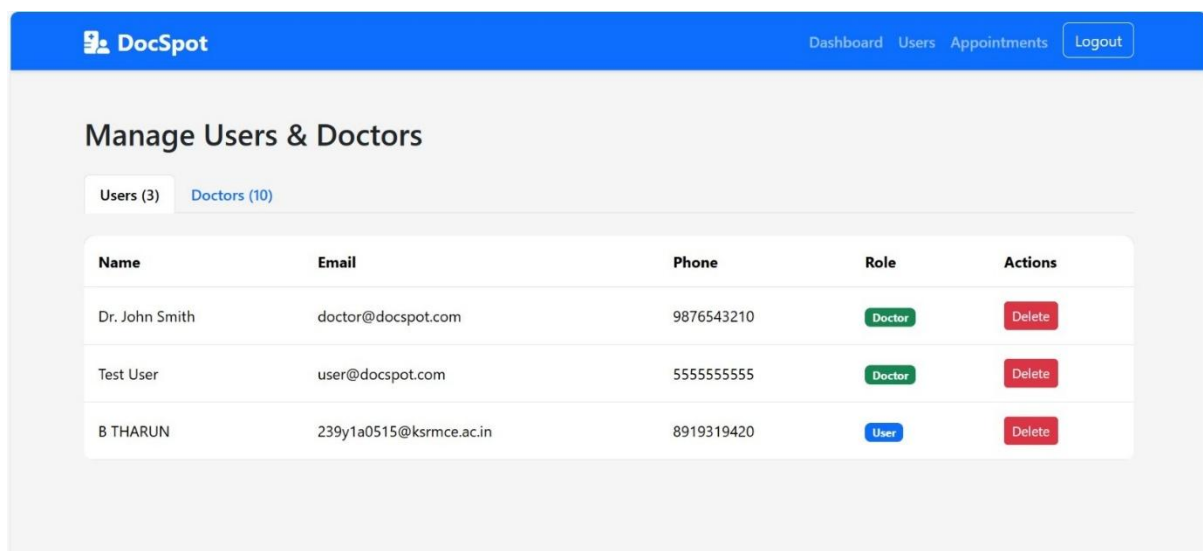 DocSpot Dashboard Users Appointments Logout
Manage Users & Doctors
Users (3) Doctors (10)
Name Email Phone Role Actions
Dr. John Smith doctor@docspot.com 9876543210 Doctor Delete
Test User user@docspot.com 5555555555 Doctor Delete
B THARUN 239y1a0515@ksrmce.ac.in 8919319420 User Delete